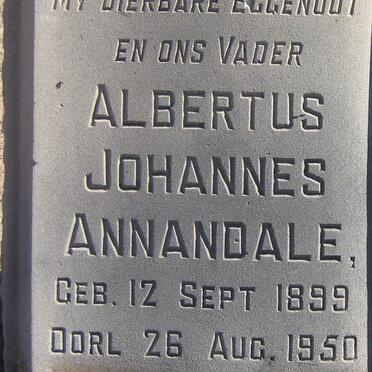 MY DIERBARE EGGENOOT
EN ONS VADER
ALBERTUS
JOHANNES
ANNANDALE,
GEB. 12 SEPT 1899
OORL 26 AUG. 1950